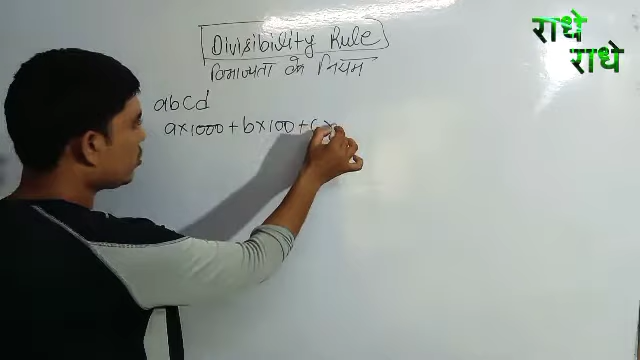 Divisibility Rule
विभाज्यता के नियम
राधे
राधे
abcd
a×1000+b×100+c×